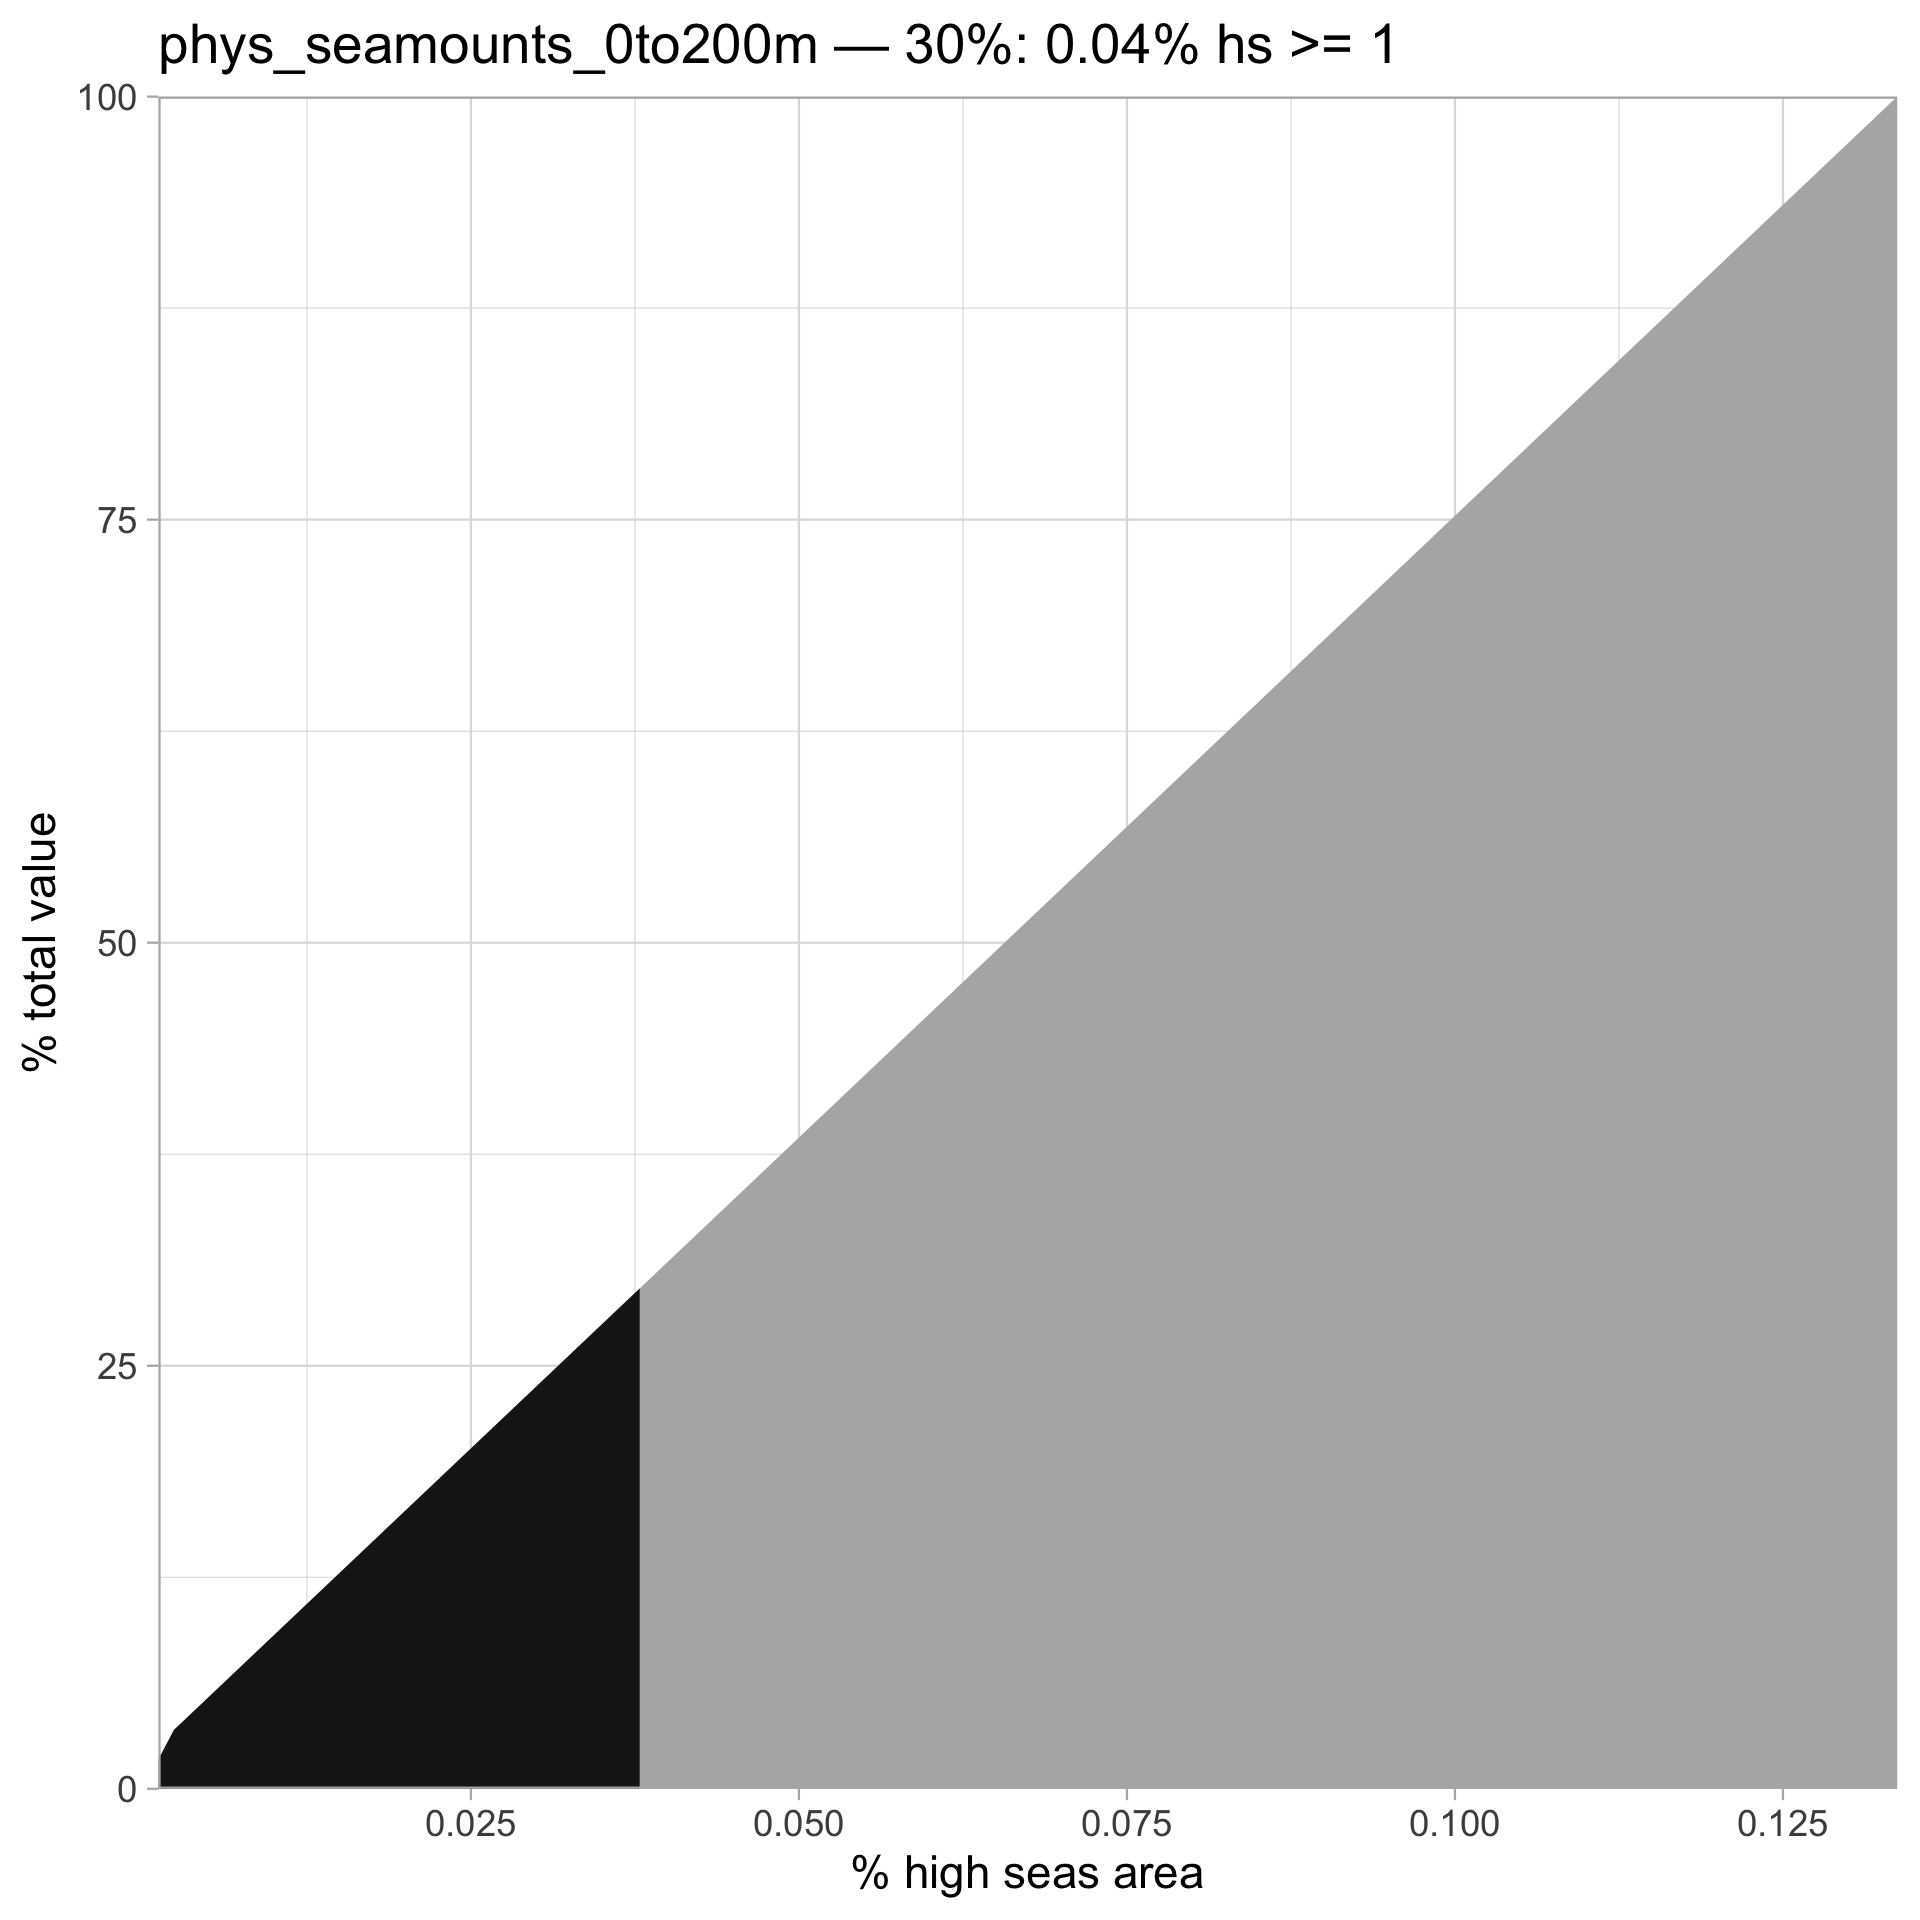 phys_seamounts_0to200m — 30%: 0.04% hs >= 1
100
75
50
25
0
% total value
0.025 0.050 0.075 0.100 0.125
% high seas area